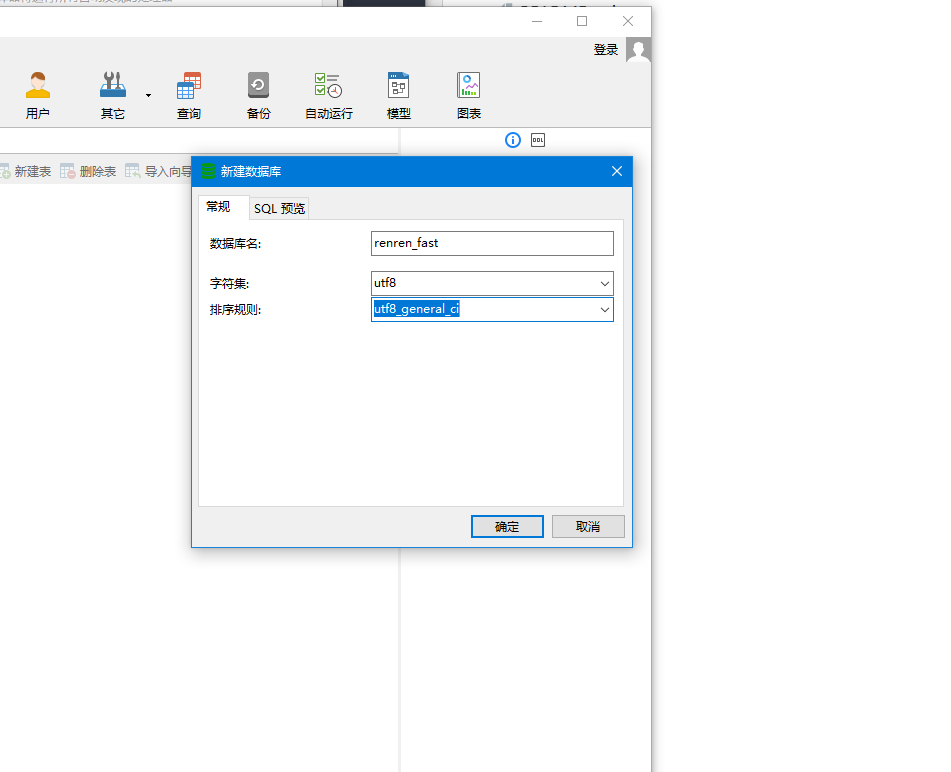 登录
用户
其它
查询
备份
自动运行
模型
图表
DDL
新建表
删除表
导入向导
新建数据库
常规
SQL 预览
数据库名:
renren_fast
字符集:
utf8
排序规则:
utf8_general_ci
确定
取消